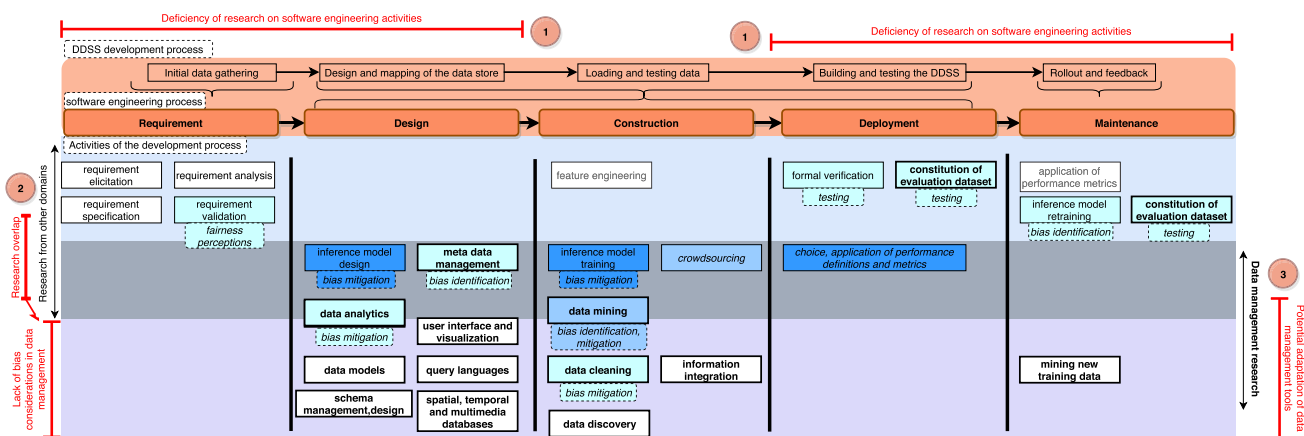 Deficiency of research on software engineering activities
1
1
Deficiency of research on software engineering activities
DDSS development process
Initial data gathering
Design and mapping of the data store
Loading and testing data
Building and testing the DDSS
Rollout and feedback
software engineering process
Requirement
Design
Construction
Deployment
Maintenance
Activities of the development process
2
Research overlap
Research from other domains
Lack of bias
considerations in data
management
requirement
elicitation
requirement analysis
requirement
specification
requirement
validation
fairness
perceptions
inference model
design
bias mitigation
meta data
management
bias identification
data analytics
bias mitigation
user interface and
visualization
data models
query languages
schema
management,design
spatial, temporal
and multimedia
databases
feature engineering
inference model
training
bias mitigation
crowdsourcing
data mining
bias identification,
mitigation
data cleaning
bias mitigation
information
integration
data discovery
formal verification
testing
constitution of
evaluation dataset
testing
choice, application of performance
definitions and metrics
application of
performance metrics
inference model
retraining
bias identification
constitution of
evaluation dataset
testing
mining new
training data
Data management research
3
Potential adaptation of data
management tools